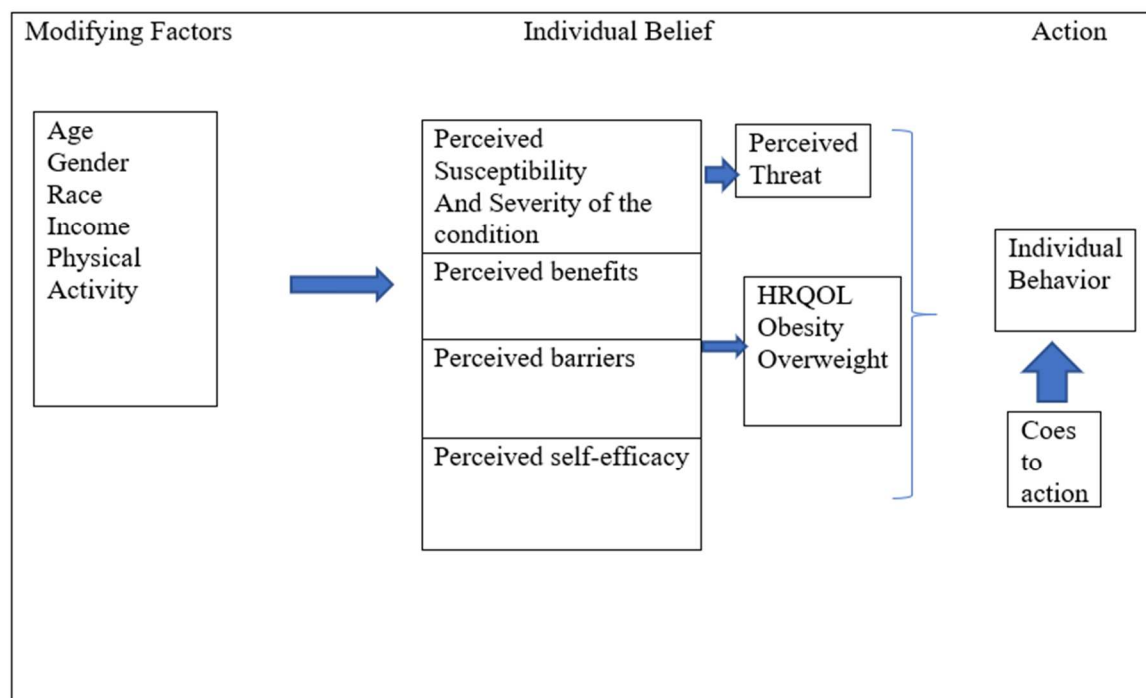 Modifying Factors
Individual Belief
Action
Age
Gender
Race
Income
Physical
Activity
Perceived
Susceptibility
And Severity of the
condition
Perceived benefits
Perceived barriers
Perceived self-efficacy
Perceived
Threat
HRQOL
Obesity
Overweight
Individual
Behavior
Coes
to
action